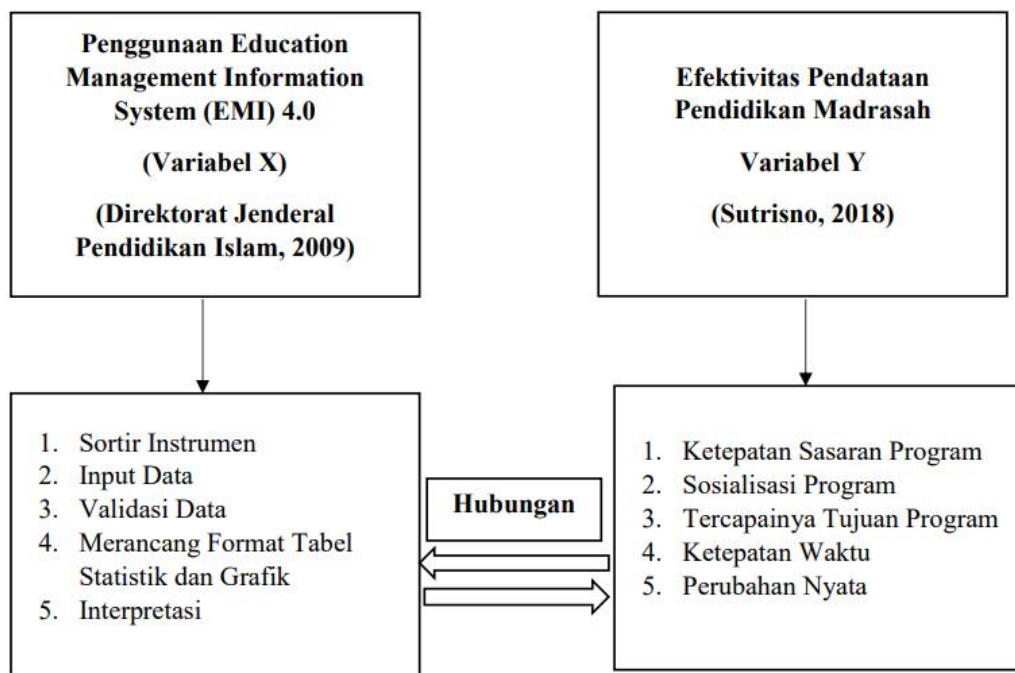 Penggunaan Education
Management Information
System (EMI) 4.0
(Variabel X)
(Direktorat Jenderal
Pendidikan Islam, 2009)
Efektivitas Pendataan
Pendidikan Madrasah
Variabel Y
(Sutrisno, 2018)
1. Sortir Instrumen
2. Input Data
3. Validasi Data
4. Merancang Format Tabel
Statistik dan Grafik
5. Interpretasi
Hubungan
1. Ketepatan Sasaran Program
2. Sosialisasi Program
3. Tercapainya Tujuan Program
4. Ketepatan Waktu
5. Perubahan Nyata